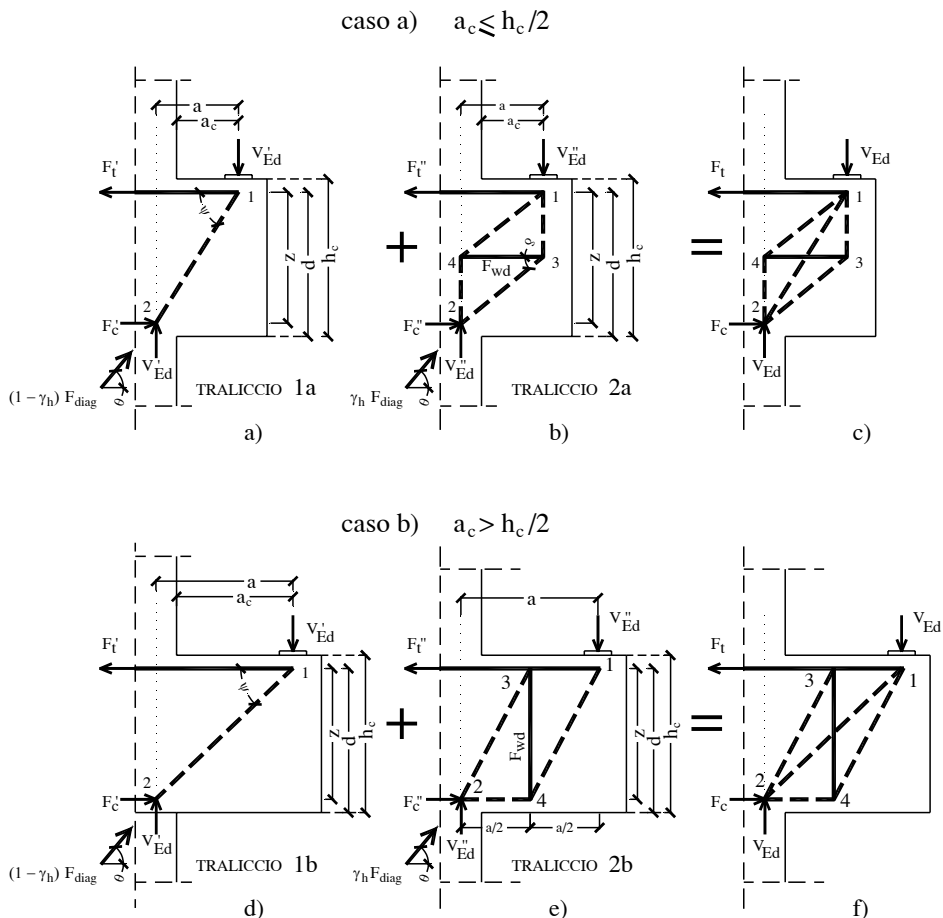 caso a) a_c ⩽ h_c/2
a
a_c
V'_Ed
F'_t
ψ
1
z
d
h_c
2
F_c'
V'_Ed
(1 − γ_h) F_diag
θ
TRALICCIO 1a
a)
+
a
a_c
V''_Ed
F''_t
1
δ
4
F_wd
3
z
d
h_c
2
F_c''
V''_Ed
γ_h F_diag
θ
TRALICCIO 2a
b)
=
V_Ed
F_t
1
4
3
2
F_c
V_Ed
c)
caso b) a_c > h_c/2
a
a_c
V'_Ed
F'_t
ψ
1
z
d
h_c
2
F_c'
V'_Ed
(1 − γ_h) F_diag
θ
TRALICCIO 1b
d)
+
a
V''_Ed
F''_t
3
1
F_wd
z
d
h_c
2
4
F_c''
a/2
a/2
V''_Ed
γ_h F_diag
θ
TRALICCIO 2b
e)
=
V_Ed
F_t
3
1
2
4
F_c
V_Ed
f)